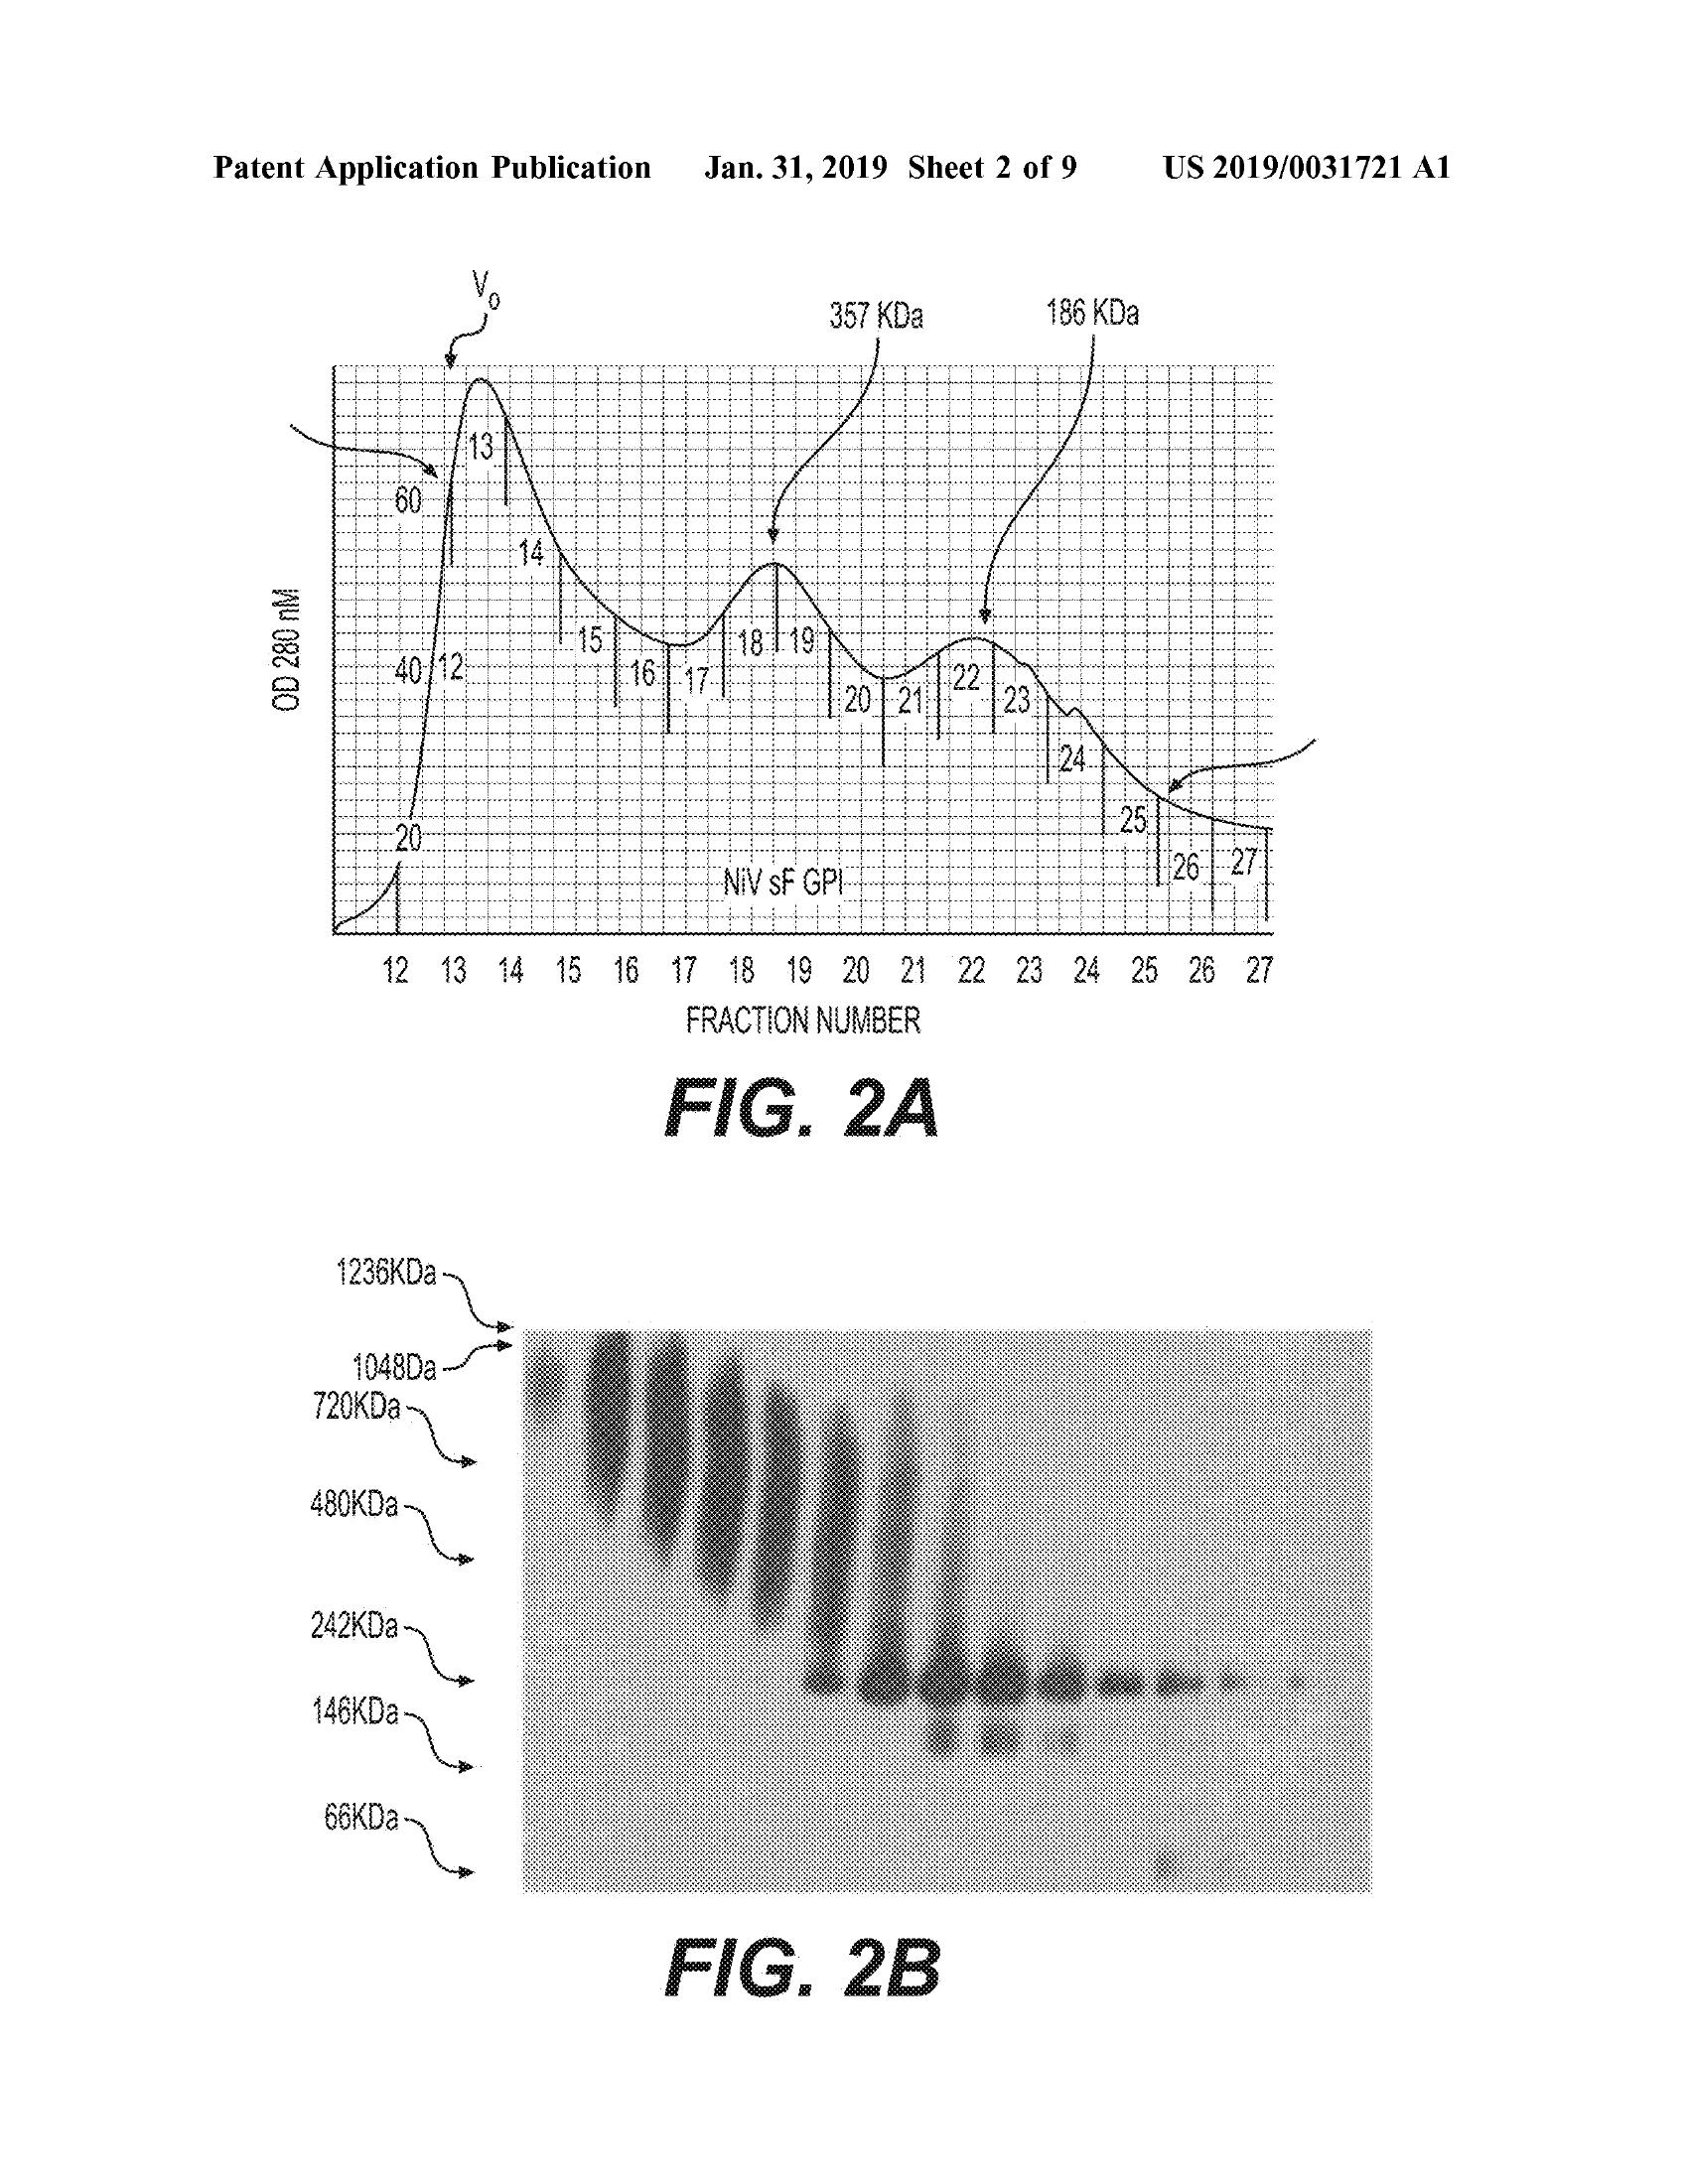 Patent Application Publication Jan. 31, 2019 Sheet 2 of 9 US 2019/0031721 A1
Vo
357 KDa
186 KDa
OD 280 nM
60
40
20
12
13
14
15
16
17
18
19
20
21
22
23
24
25
26
27
NiV sF GPI
12 13 14 15 16 17 18 19 20 21 22 23 24 25 26 27
FRACTION NUMBER
FIG. 2A
1236KDa
1048Da
720KDa
480KDa
242KDa
146KDa
66KDa
FIG. 2B